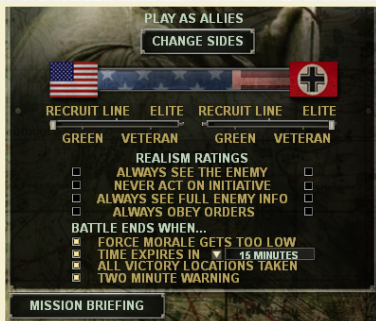 PLAY AS ALLIES
CHANGE SIDES
RECRUIT LINE ELITE RECRUIT LINE ELITE
GREEN VETERAN GREEN VETERAN
REALISM RATINGS
ALWAYS SEE THE ENEMY
NEVER ACT ON INITIATIVE
ALWAYS SEE FULL ENEMY INFO
ALWAYS OBEY ORDERS
BATTLE ENDS WHEN...
FORCE MORALE GETS TOO LOW
TIME EXPIRES IN 15 MINUTES
ALL VICTORY LOCATIONS TAKEN
TWO MINUTE WARNING
MISSION BRIEFING